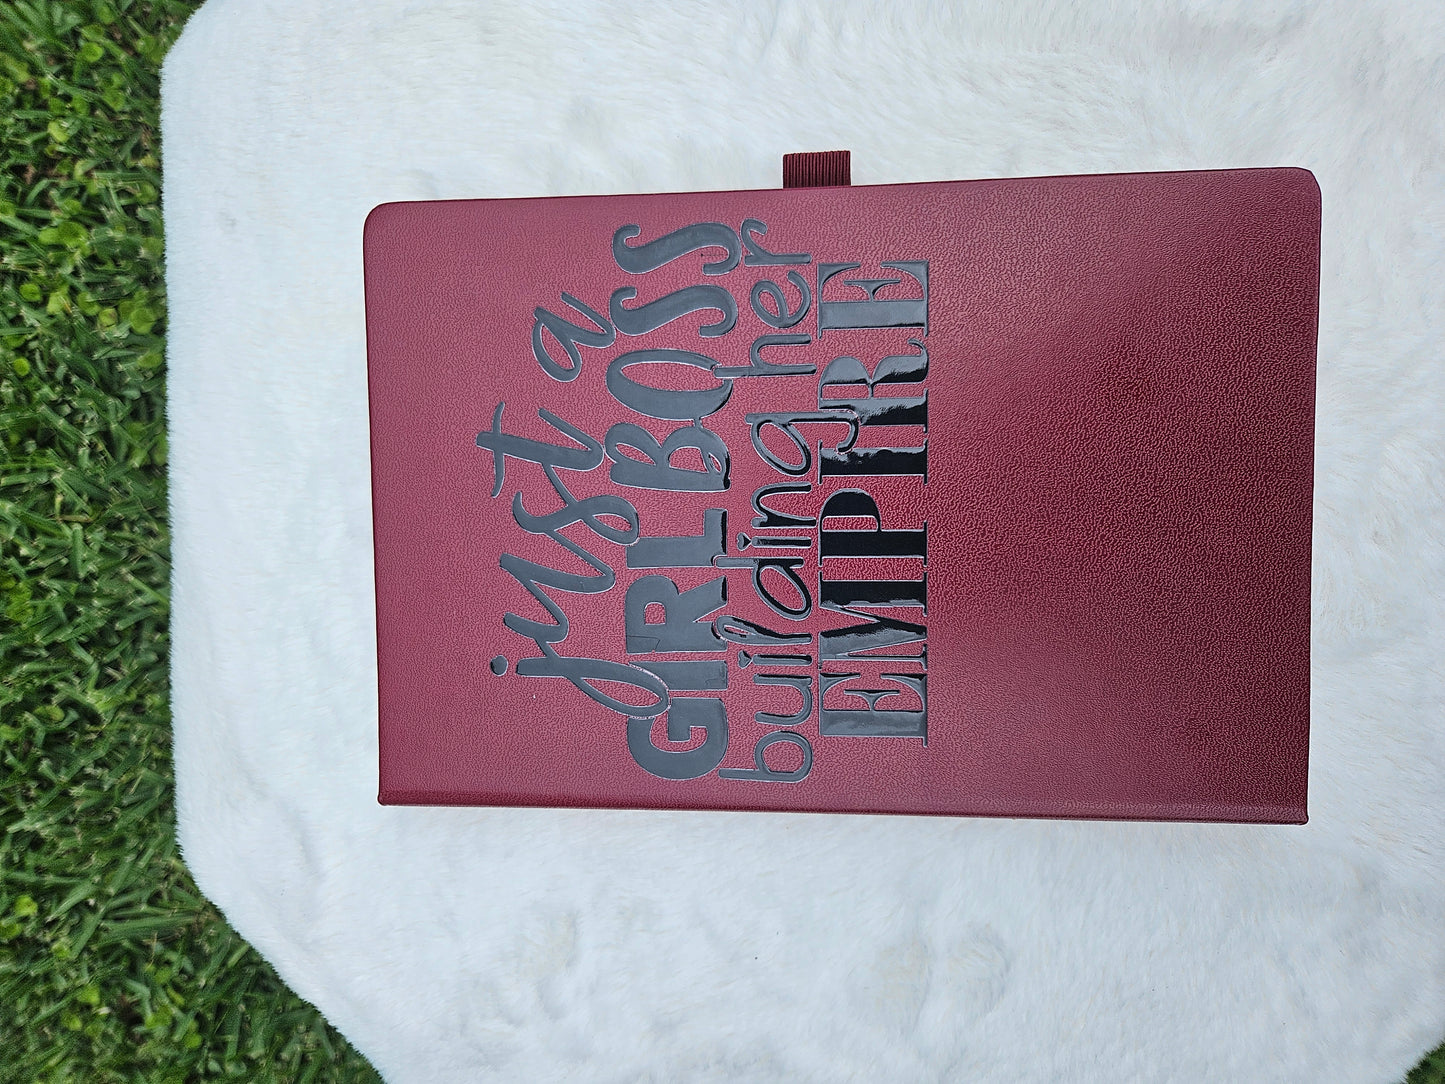 just a
GIRLBOSS
building her
EMPIRE